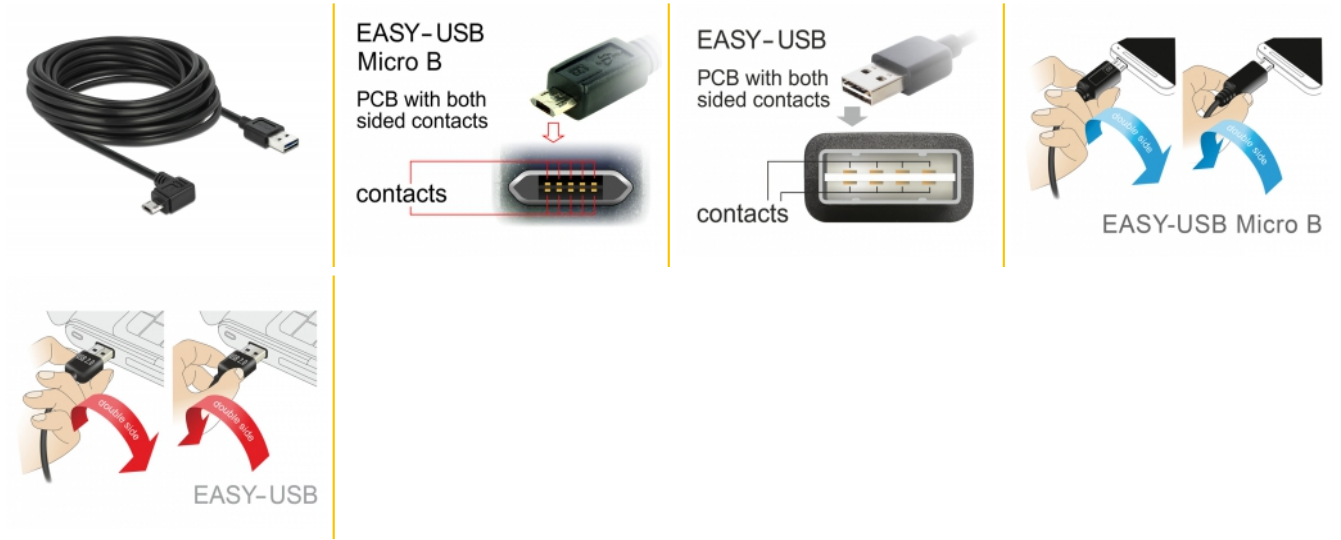 EASY-USB
Micro B
PCB with both
sided contacts
contacts
EASY-USB
PCB with both
sided contacts
contacts
double side
double side
EASY-USB Micro B
double side
double side
EASY-USB